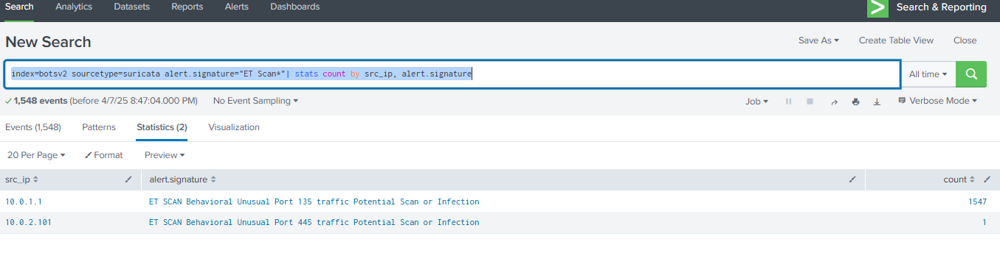 Search Analytics Datasets Reports Alerts Dashboards > Search & Reporting
New Search Save As Create Table View Close
index=botsv2 sourcetype=suricata alert.signature="ET Scan*"| stats count by src_ip, alert.signature All time
1,548 events (before 4/7/25 8:47:04.000 PM) No Event Sampling Job Verbose Mode
Events (1,548) Patterns Statistics (2) Visualization
20 Per Page Format Preview
src_ip alert.signature count
10.0.1.1 ET SCAN Behavioral Unusual Port 135 traffic Potential Scan or Infection 1547
10.0.2.101 ET SCAN Behavioral Unusual Port 445 traffic Potential Scan or Infection 1